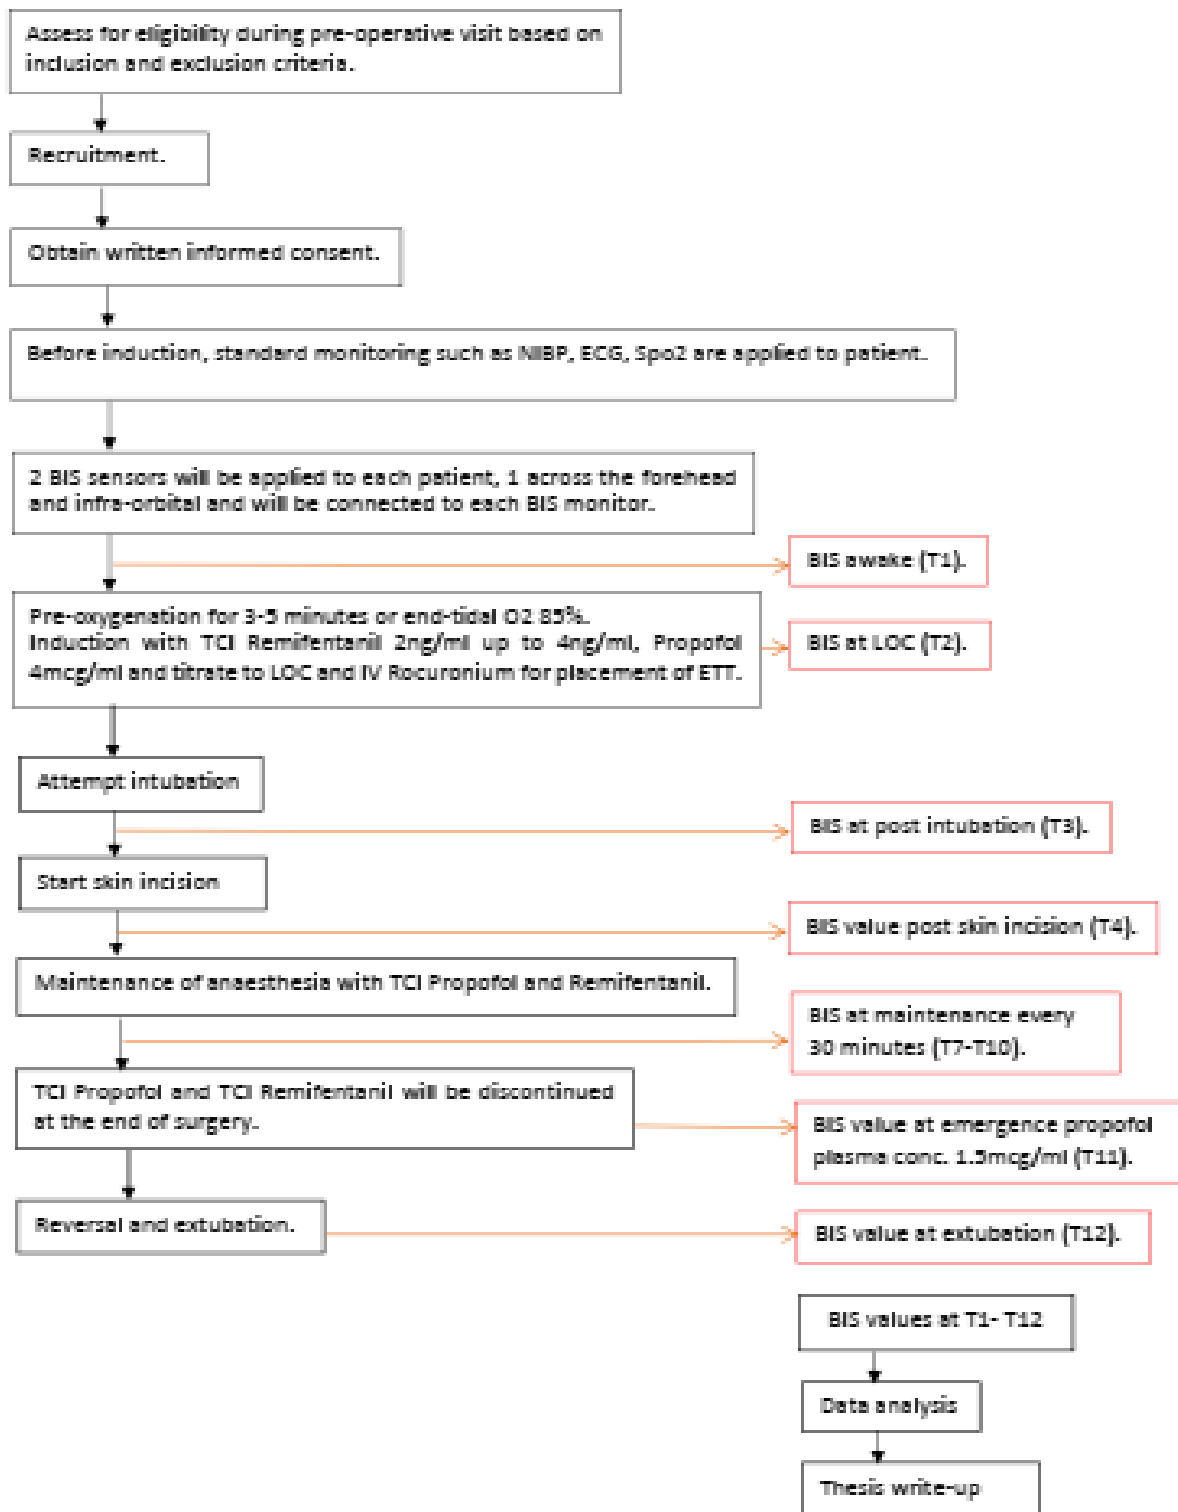 Assess for eligibility during pre-operative visit based on
inclusion and exclusion criteria.
Recruitment.
Obtain written informed consent.
Before induction, standard monitoring such as NIBP, ECG, Spo2 are applied to patient.
2 BIS sensors will be applied to each patient, 1 across the forehead
and infra-orbital and will be connected to each BIS monitor.
BIS awake (T1).
Pre-oxygenation for 3-5 minutes or end-tidal O2 85%.
Induction with TCI Remifentanil 2ng/ml up to 4ng/ml, Propofol
4mcg/ml and titrate to LOC and IV Rocuronium for placement of ETT.
BIS at LOC (T2).
Attempt intubation
BIS at post intubation (T3).
Start skin incision
BIS value post skin incision (T4).
Maintenance of anaesthesia with TCI Propofol and Remifentanil.
BIS at maintenance every
30 minutes (T7-T10).
TCI Propofol and TCI Remifentanil will be discontinued
at the end of surgery.
BIS value at emergence propofol
plasma conc. 1.5mcg/ml (T11).
Reversal and extubation.
BIS value at extubation (T12).
BIS values at T1- T12
Data analysis
Thesis write-up